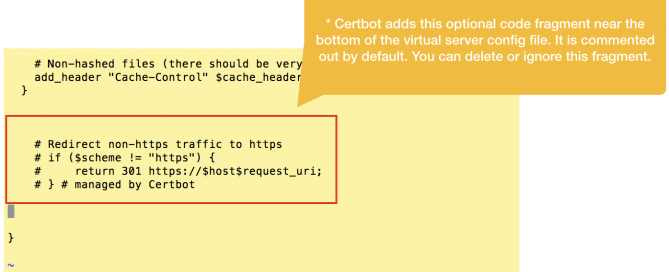 * Certbot adds this optional code fragment near the
bottom of the virtual server config file. It is commented
out by default. You can delete or ignore this fragment.
# Non-hashed files (there should be very
add_header "Cache-Control" $cache_header
}
# Redirect non-https traffic to https
# if ($scheme != "https") {
#     return 301 https://$host$request_uri;
# } # managed by Certbot
}
~